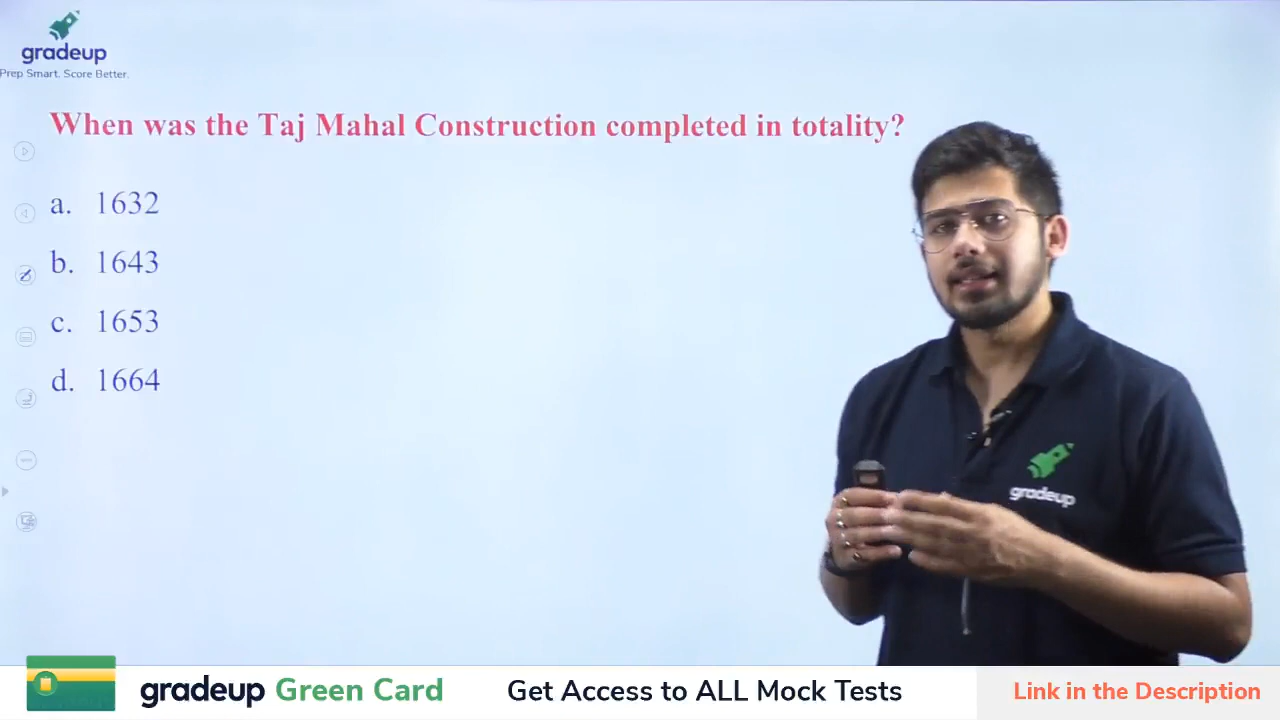 gradeup
Prep Smart. Score Better.
When was the Taj Mahal Construction completed in totality?
a. 1632
b. 1643
c. 1653
d. 1664
gradeup
gradeup Green Card
Get Access to ALL Mock Tests
Link in the Description